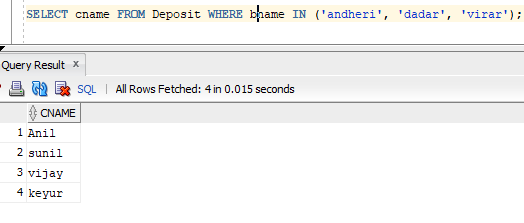 SELECT cname FROM Deposit WHERE bname IN ('andheri', 'dadar', 'virar');
Query Result x
SQL | All Rows Fetched: 4 in 0.015 seconds
CNAME
1 Anil
2 sunil
3 vijay
4 keyur